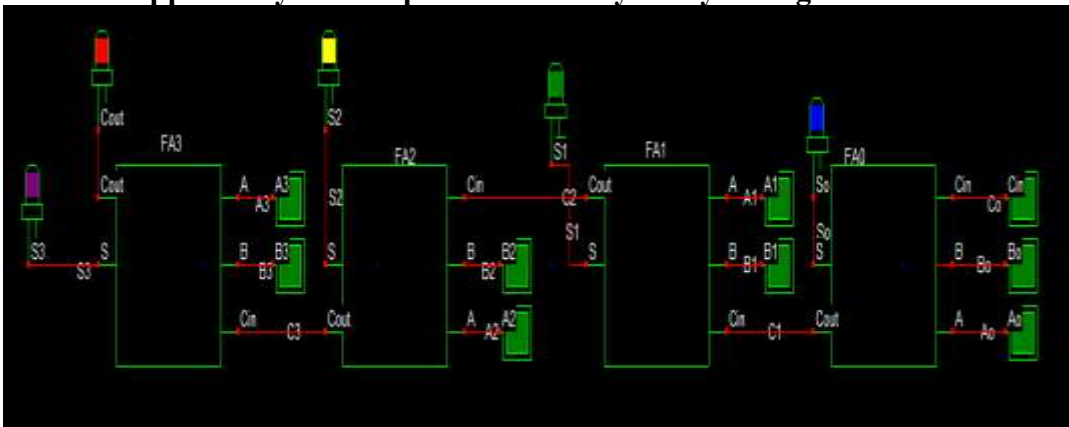 Cout
S2
S1
FA3
FA2
FA1
FA0
Cout
A
A3
A3
S2
Cin
C2
Cout
A
A1
A1
So
Cin
Cin
Co
S3
S3
S
B
B3
B3
S
B
B2
B2
S1
S
B
B1
B1
So
S
B
Bo
Bo
Cin
C3
Cout
A
A2
A2
Cin
C1
Cout
A
Ao
Ao